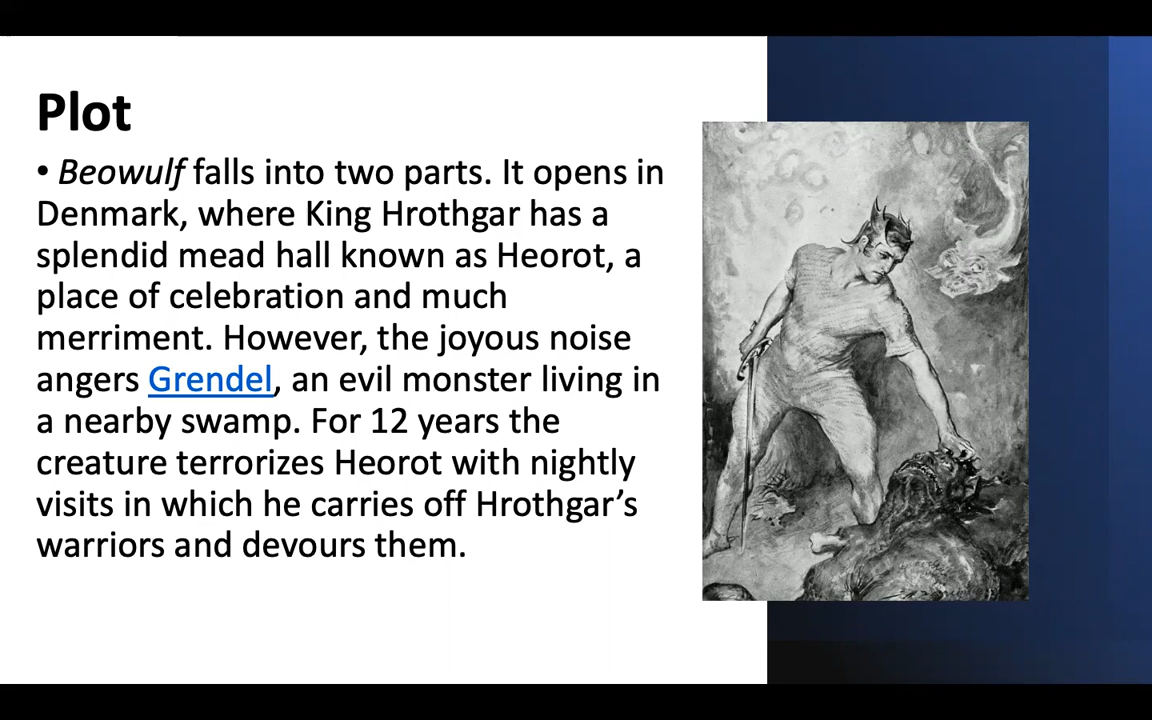 Plot
• Beowulf falls into two parts. It opens in
Denmark, where King Hrothgar has a
splendid mead hall known as Heorot, a
place of celebration and much
merriment. However, the joyous noise
angers Grendel, an evil monster living in
a nearby swamp. For 12 years the
creature terrorizes Heorot with nightly
visits in which he carries off Hrothgar’s
warriors and devours them.